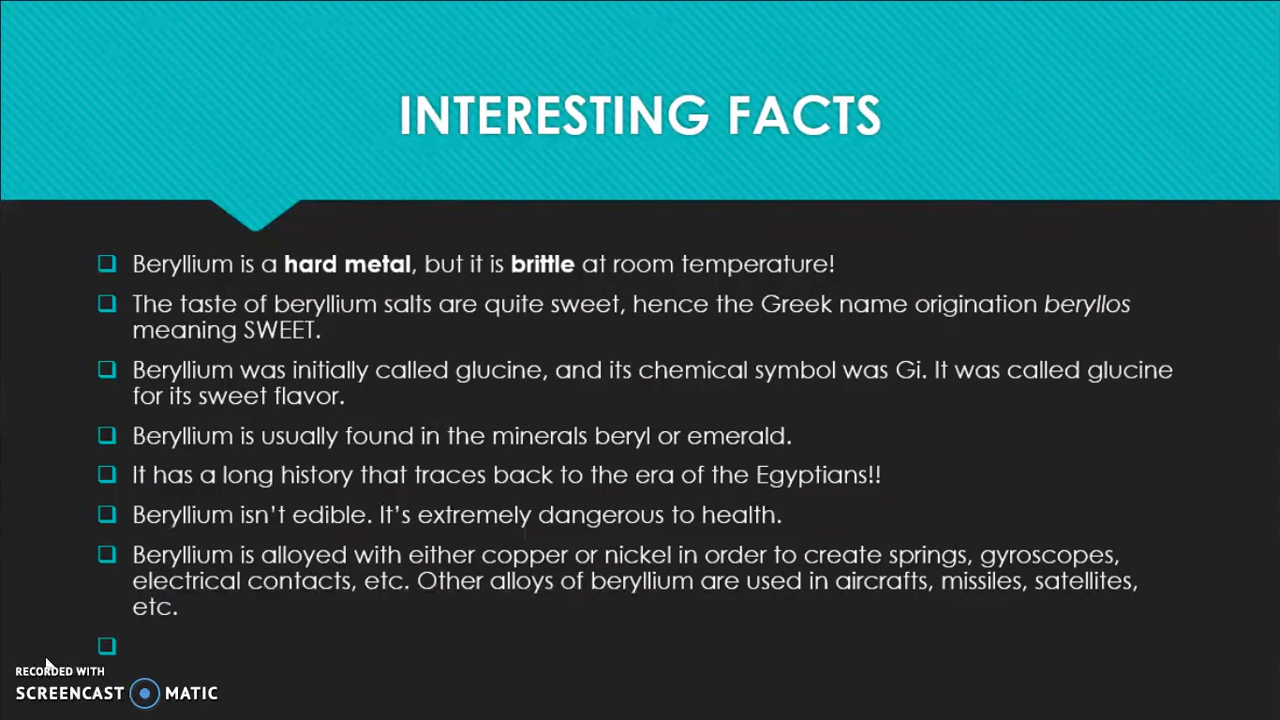 INTERESTING FACTS
Beryllium is a hard metal, but it is brittle at room temperature!
The taste of beryllium salts are quite sweet, hence the Greek name origination beryllos
meaning SWEET.
Beryllium was initially called glucine, and its chemical symbol was Gi. It was called glucine
for its sweet flavor.
Beryllium is usually found in the minerals beryl or emerald.
It has a long history that traces back to the era of the Egyptians!!
Beryllium isn't edible. It's extremely dangerous to health.
Beryllium is alloyed with either copper or nickel in order to create springs, gyroscopes,
electrical contacts, etc. Other alloys of beryllium are used in aircrafts, missiles, satellites,
etc.
RECORDED WITH
SCREENCAST MATIC